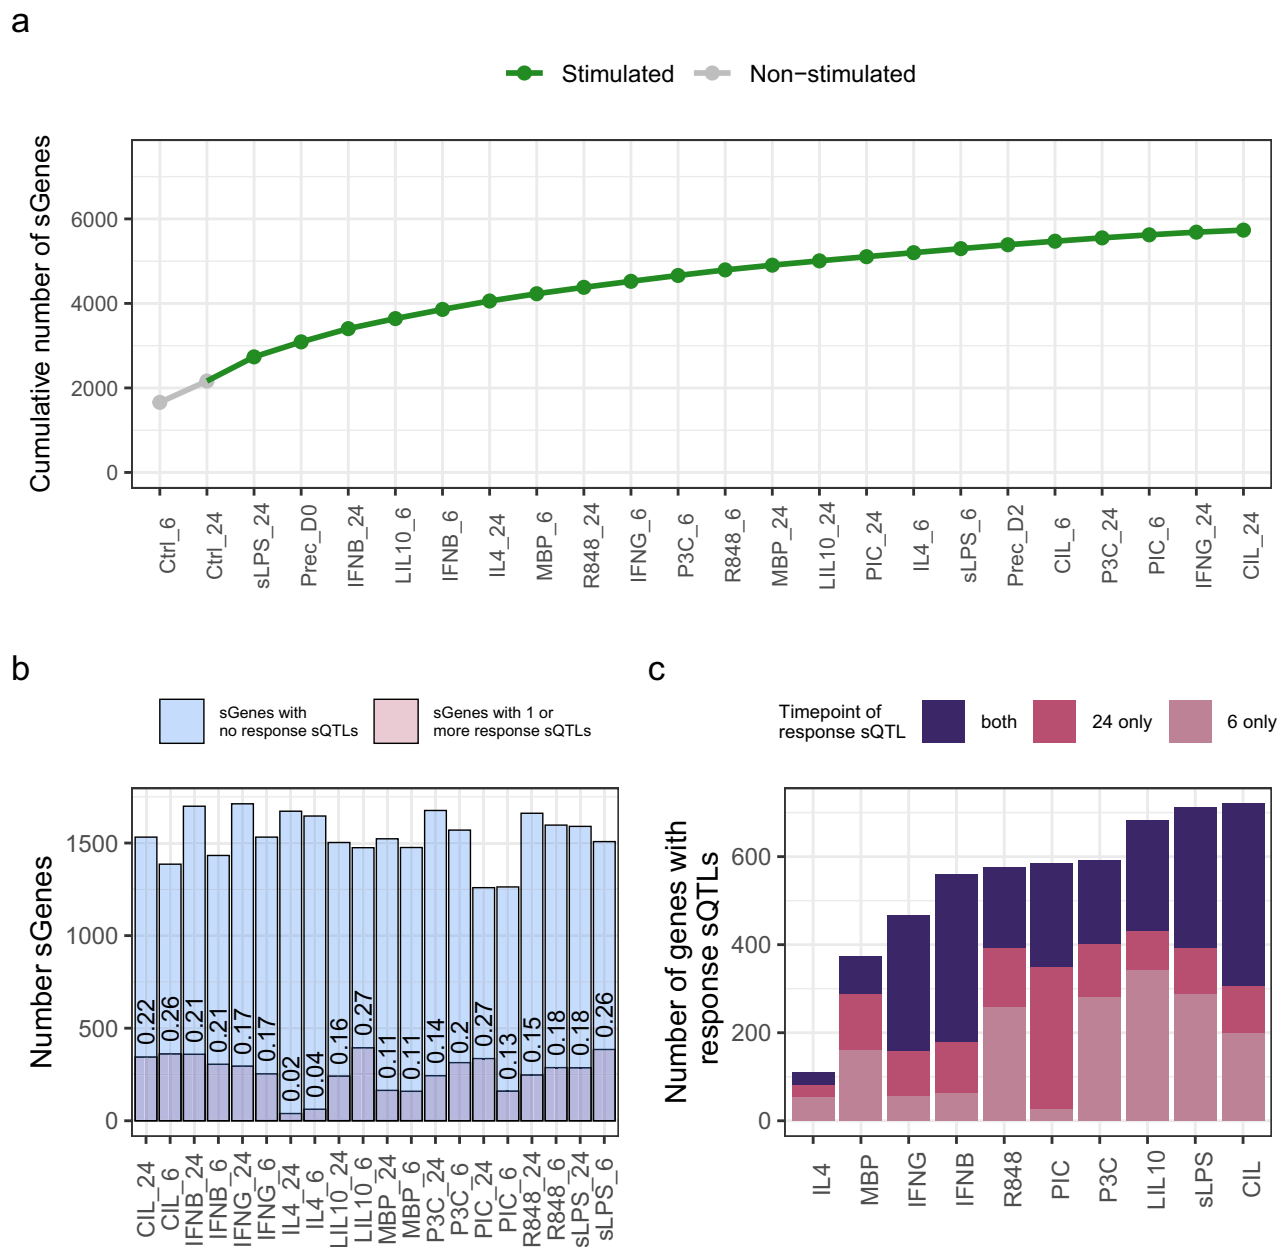 a
Stimulated
Non−stimulated
Cumulative number of sGenes
6000
4000
2000
0
Ctrl_6
Ctrl_24
sLPS_24
Prec_D0
IFNB_24
LIL10_6
IFNB_6
IL4_24
MBP_6
R848_24
IFNG_6
P3C_6
R848_6
MBP_24
LIL10_24
PIC_24
IL4_6
sLPS_6
Prec_D2
CIL_6
P3C_24
PIC_6
IFNG_24
CIL_24
b
sGenes with
no response sQTLs
sGenes with 1 or
more response sQTLs
Number sGenes
1500
1000
500
0
0.22
0.26
0.21
0.21
0.17
0.17
0.02
0.04
0.16
0.27
0.11
0.11
0.14
0.2
0.27
0.13
0.15
0.18
0.18
0.26
CIL_24
CIL_6
IFNB_24
IFNB_6
IFNG_24
IFNG_6
IL4_24
IL4_6
LIL10_24
LIL10_6
MBP_24
MBP_6
P3C_24
P3C_6
PIC_24
PIC_6
R848_24
R848_6
sLPS_24
sLPS_6
c
Timepoint of
response sQTL
both
24 only
6 only
Number of genes with
response sQTLs
600
400
200
0
IL4
MBP
IFNG
IFNB
R848
PIC
P3C
LIL10
sLPS
CIL